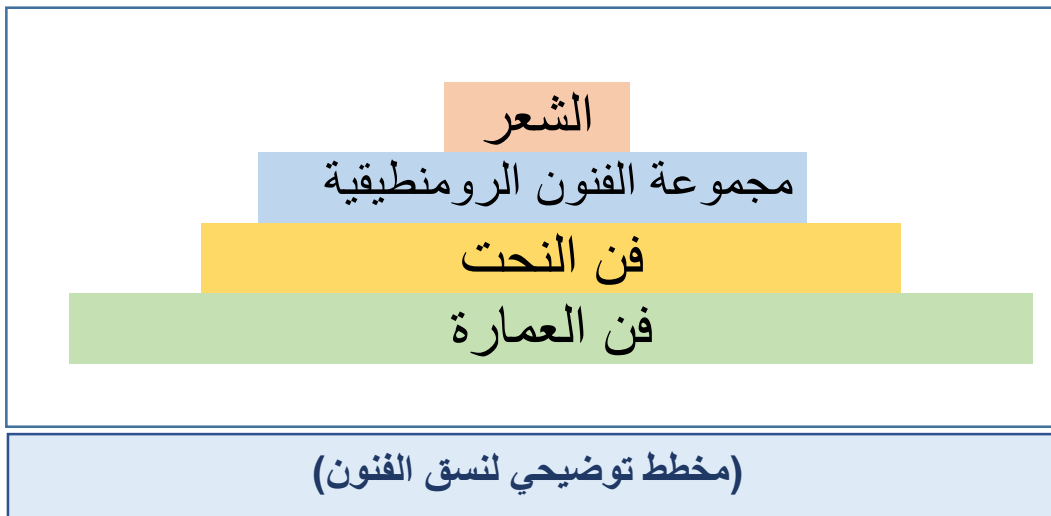 الشعر
مجموعة الفنون الرومنطيقية
فن النحت
فن العمارة
(مخطط توضيحي لنسق الفنون)